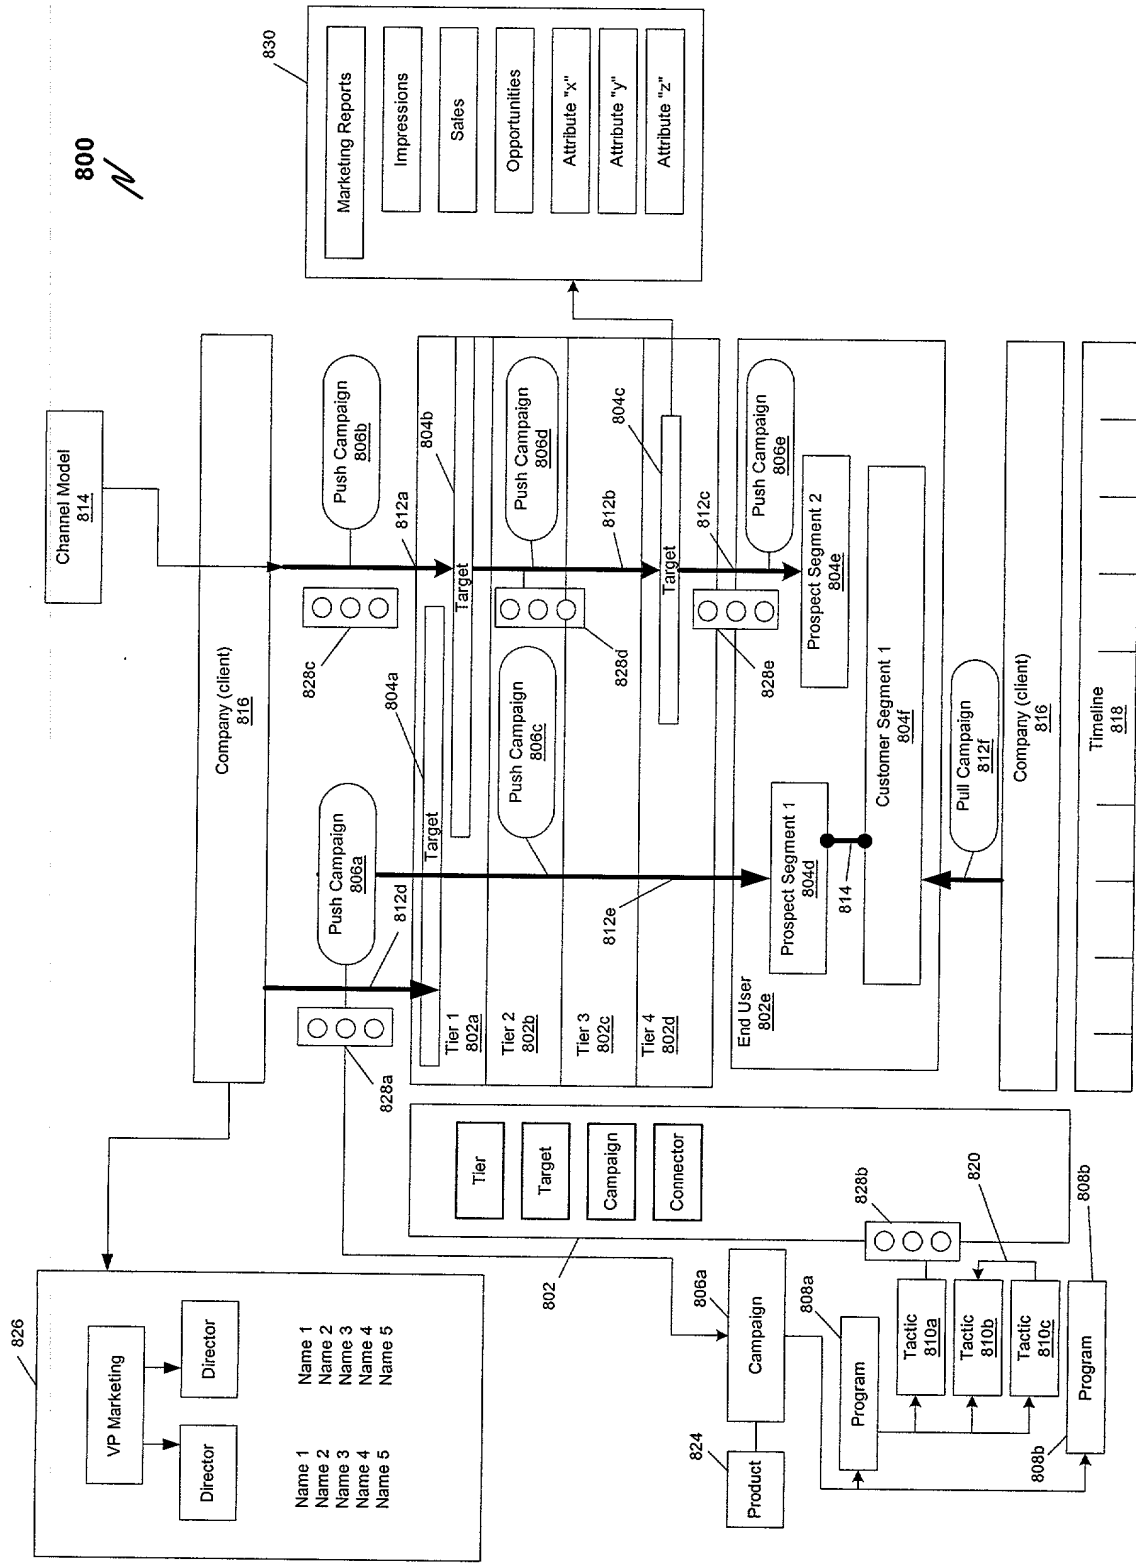 800
830
Marketing Reports
Impressions
Sales
Opportunities
Attribute "x"
Attribute "y"
Attribute "z"
Channel Model
814
Company (client)
816
Push Campaign
806b
812a
804b
Push Campaign
806d
812b
804c
812c
Push Campaign
806e
828c
Target
828d
Target
828e
Prospect Segment 2
804e
804a
Target
Push Campaign
806a
812d
Push Campaign
806c
812e
Prospect Segment 1
804d
814
Customer Segment 1
804f
Pull Campaign
812f
828a
Tier 1
802a
Tier 2
802b
Tier 3
802c
Tier 4
802d
End User
802e
Company (client)
816
Timeline
818
826
VP Marketing
Director
Director
Name 1
Name 2
Name 3
Name 4
Name 5
Name 1
Name 2
Name 3
Name 4
Name 5
802
Tier
Target
Campaign
Connector
806a
Campaign
824
Product
808a
Program
828b
Tactic
810a
Tactic
810b
Tactic
810c
820
808b
Program
808b